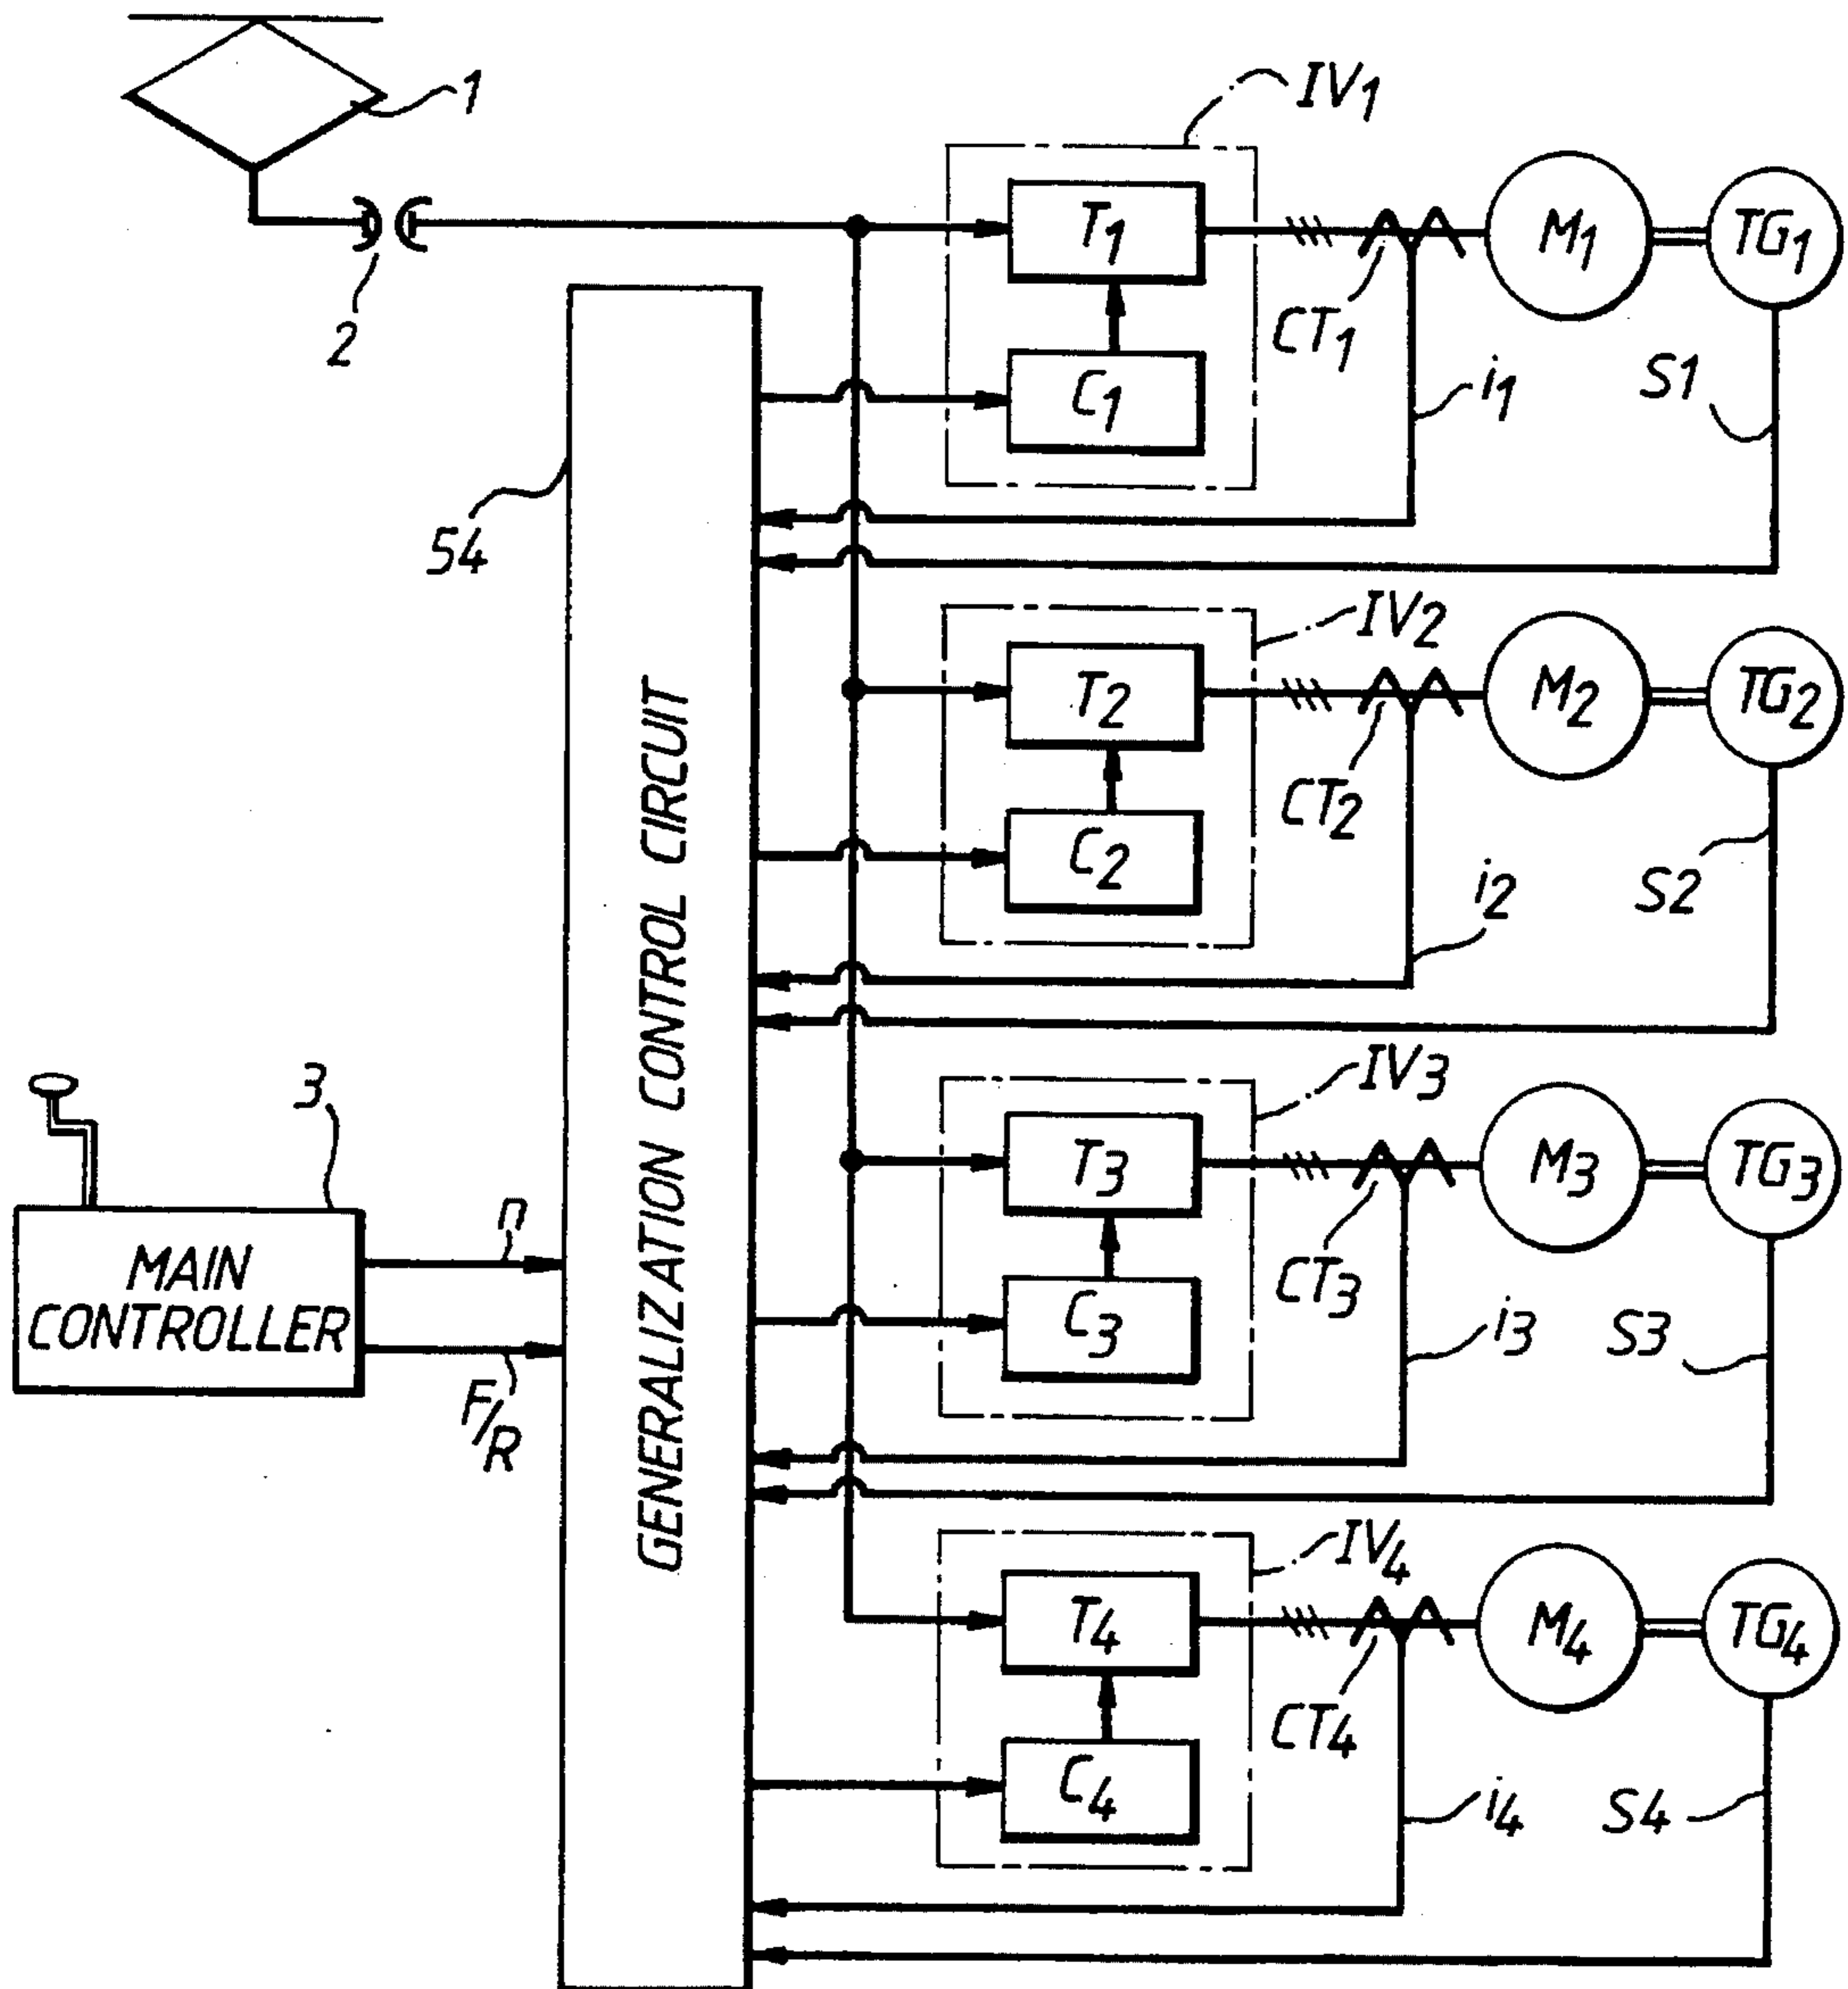 1
IV1
T1
M1
TG1
2
CT1
C1
i1
S1
54
IV2
T2
M2
TG2
CT2
C2
i2
S2
GENERALIZATION CONTROL CIRCUIT
3
IV3
T3
M3
TG3
n
MAIN
CONTROLLER
CT3
C3
i3
S3
F/R
IV4
T4
M4
TG4
CT4
C4
i4
S4